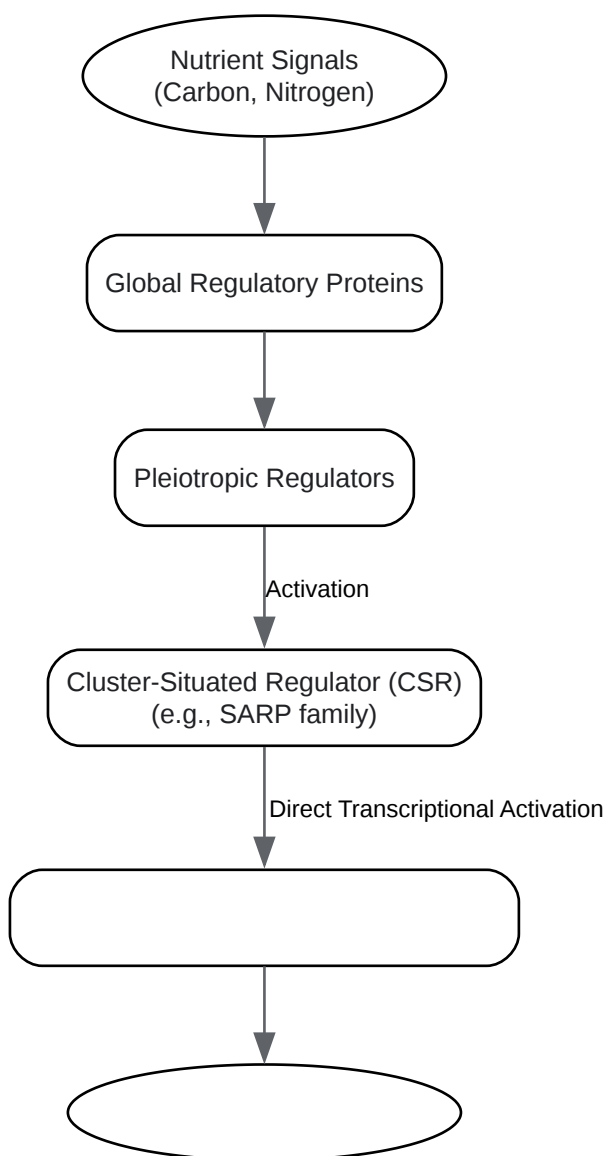 Nutrient Signals
(Carbon, Nitrogen)
Global Regulatory Proteins
Pleiotropic Regulators
Activation
Cluster-Situated Regulator (CSR)
(e.g., SARP family)
Direct Transcriptional Activation